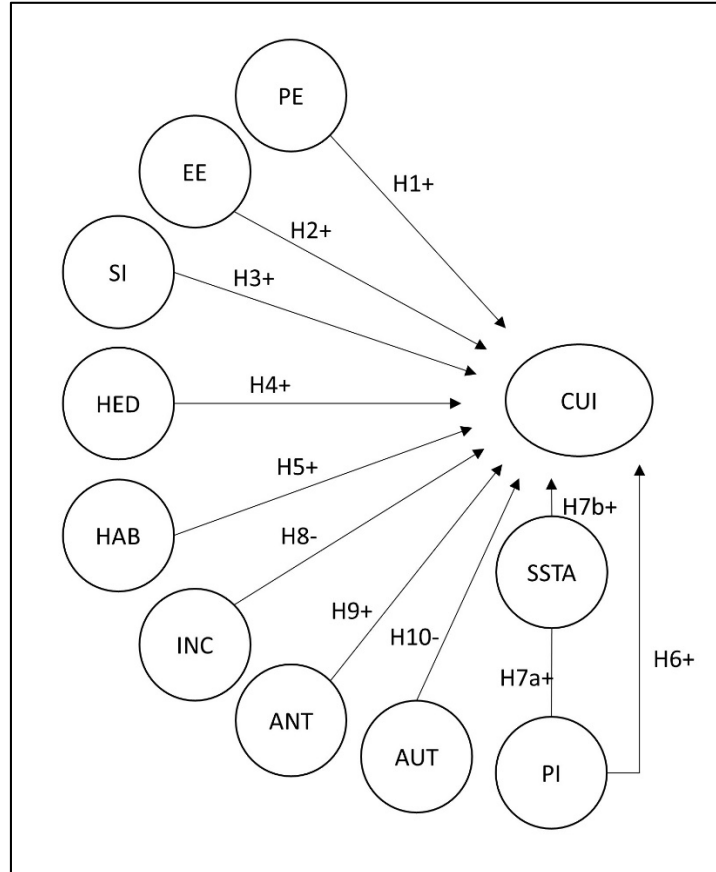 PE
EE
H1+
H2+
SI
H3+
HED
H4+
CUI
H5+
HAB
H8-
H7b+
SSTA
INC
H9+
H10-
H6+
H7a+
ANT
AUT
PI